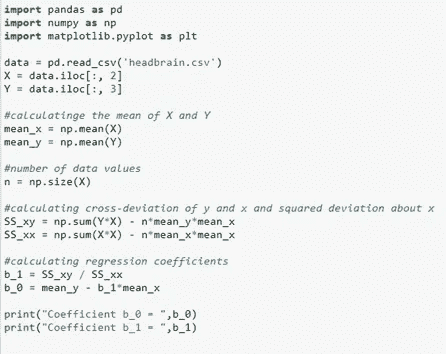 import pandas as pd
import numpy as np
import matplotlib.pyplot as plt
data = pd.read_csv('headbrain.csv')
X = data.iloc[:, 2]
Y = data.iloc[:, 3]
#calculatinge the mean of X and Y
mean_x = np.mean(X)
mean_y = np.mean(Y)
#number of data values
n = np.size(X)
#calculating cross-deviation of y and x and squared deviation about x
SS_xy = np.sum(Y*X) - n*mean_y*mean_x
SS_xx = np.sum(X*X) - n*mean_x*mean_x
#calculating regression coefficients
b_1 = SS_xy / SS_xx
b_0 = mean_y - b_1*mean_x
print("Coefficient b_0 = ",b_0)
print("Coefficient b_1 = ",b_1)